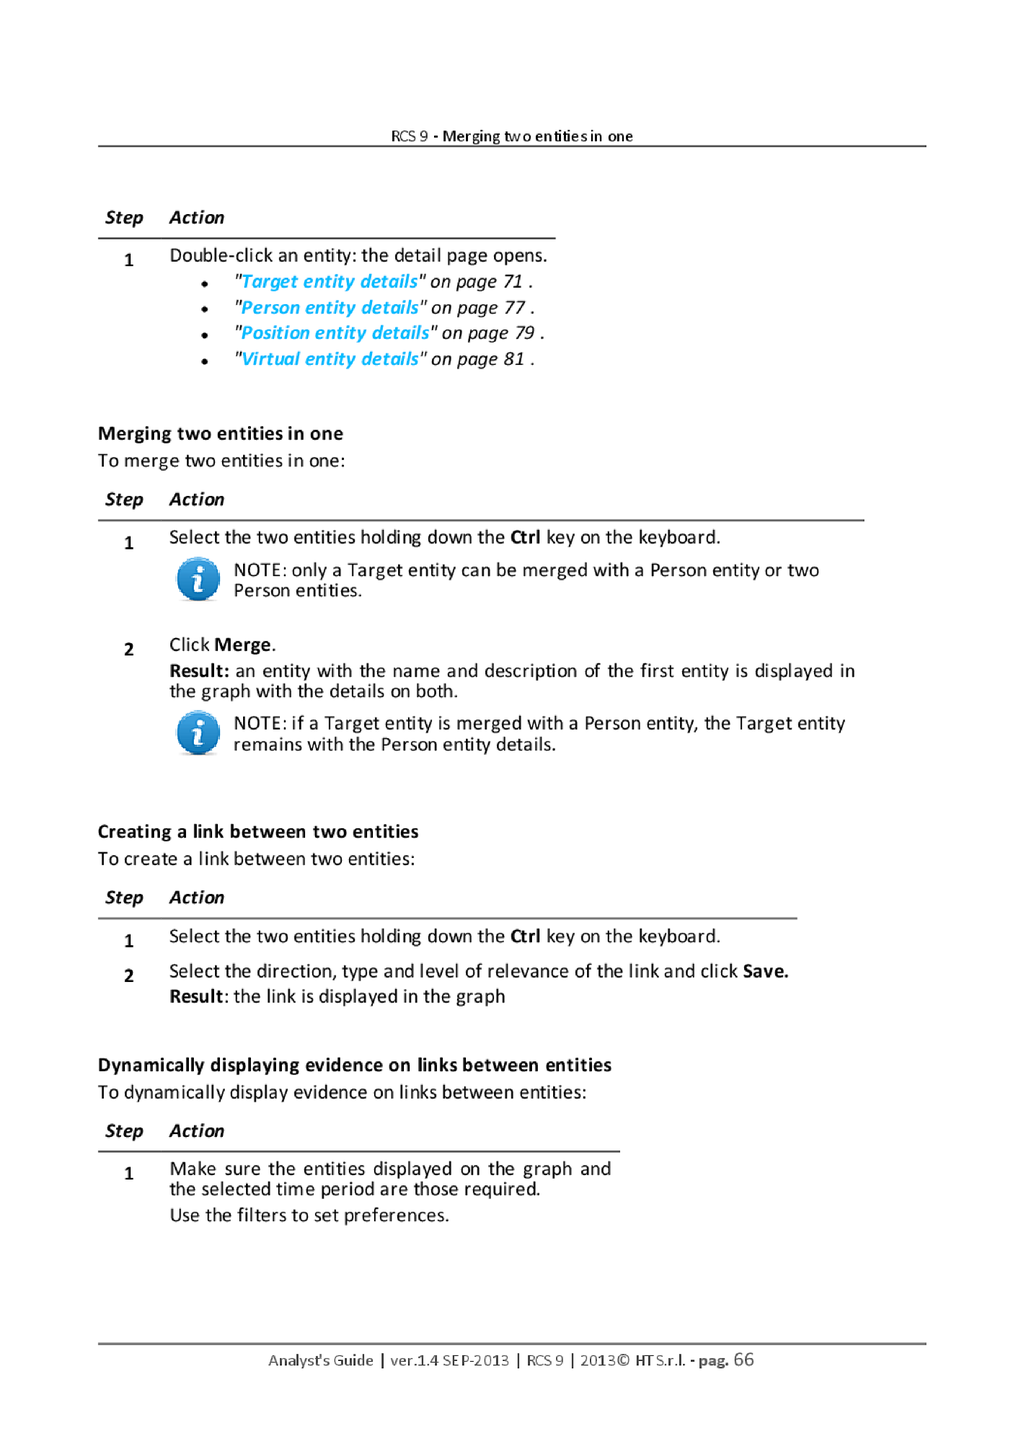 RCS 9 - Merging two entities in one
Step Action
1 Double-click an entity: the detail page opens.
• "Target entity details" on page 71 .
• "Person entity details" on page 77 .
• "Position entity details" on page 79 .
• "Virtual entity details" on page 81 .
Merging two entities in one
To merge two entities in one:
Step Action
1 Select the two entities holding down the Ctrl key on the keyboard.
NOTE: only a Target entity can be merged with a Person entity or two
Person entities.
2 Click Merge.
Result: an entity with the name and description of the first entity is displayed in
the graph with the details on both.
NOTE: if a Target entity is merged with a Person entity, the Target entity
remains with the Person entity details.
Creating a link between two entities
To create a link between two entities:
Step Action
1 Select the two entities holding down the Ctrl key on the keyboard.
2 Select the direction, type and level of relevance of the link and click Save.
Result: the link is displayed in the graph
Dynamically displaying evidence on links between entities
To dynamically display evidence on links between entities:
Step Action
1 Make sure the entities displayed on the graph and
the selected time period are those required.
Use the filters to set preferences.
Analyst's Guide | ver.1.4 SEP-2013 | RCS 9 | 2013© HT S.r.l. - pag. 66